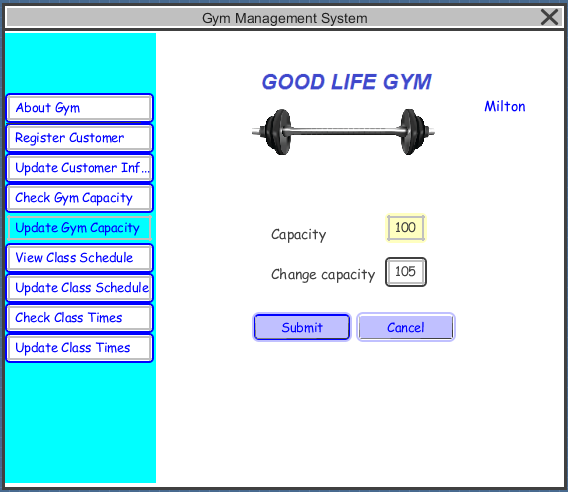 Gym Management System
GOOD LIFE GYM
Milton
About Gym
Register Customer
Update Customer Inf...
Check Gym Capacity
Update Gym Capacity
View Class Schedule
Update Class Schedule
Check Class Times
Update Class Times
Capacity 100
Change capacity 105
Submit Cancel